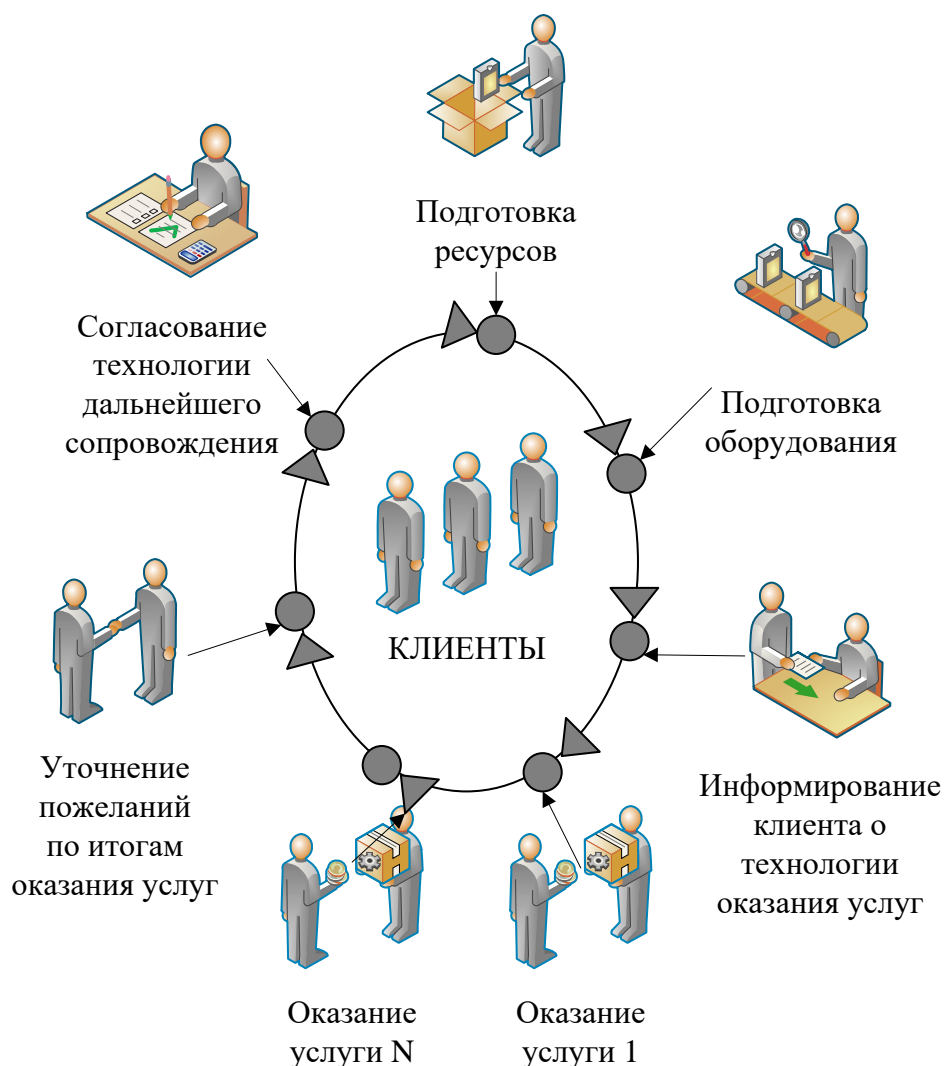 Подготовка
ресурсов
Согласование
технологии
дальнейшего
сопровождения
Подготовка
оборудования
КЛИЕНТЫ
Уточнение
пожеланий
по итогам
оказания услуг
Информирование
клиента о
технологии
оказания услуг
Оказание
услуги N
Оказание
услуги 1